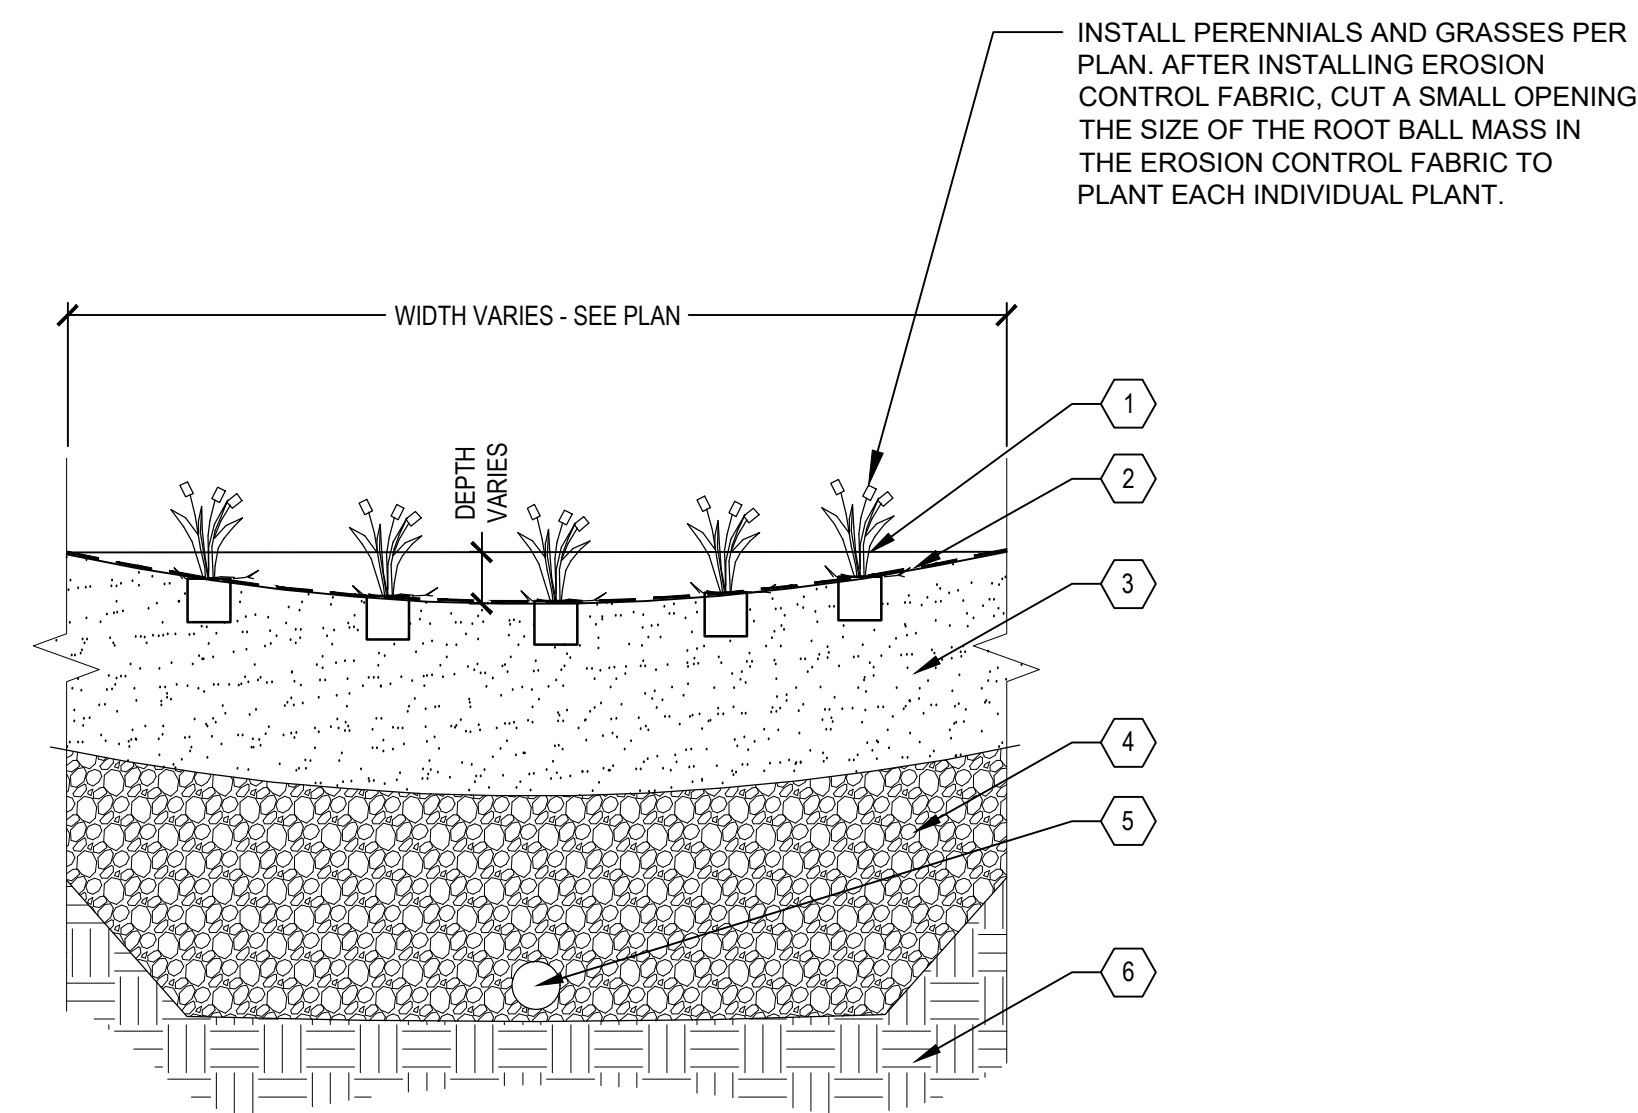 INSTALL PERENNIALS AND GRASSES PER
PLAN. AFTER INSTALLING EROSION
CONTROL FABRIC, CUT A SMALL OPENING
THE SIZE OF THE ROOT BALL MASS IN
THE EROSION CONTROL FABRIC TO
PLANT EACH INDIVIDUAL PLANT.
WIDTH VARIES - SEE PLAN
DEPTH
VARIES
1
2
3
4
5
6